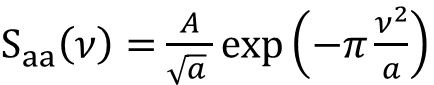 S_aa(ν) = A/√a exp(−π ν²/a)